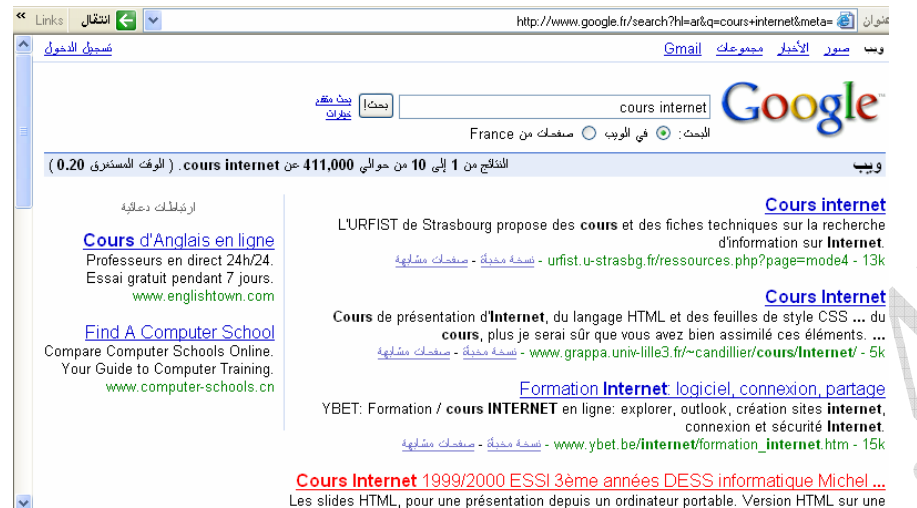 عنوان http://www.google.fr/search?hl=ar&q=cours+internet&meta= انتقال Links »
ويب صور الأخبار مجموعات Gmail تسجيل الدخول
Google™ cours internet بحث! بحث متقدم
خيارات
البحث: في الويب صفحات من France
ويب النتائج من 1 إلى 10 من حوالي 411,000 عن cours internet. ( الوقت المستغرق 0.20 )
Cours internet
L'URFIST de Strasbourg propose des cours et des fiches techniques sur la recherche
d'information sur Internet.
urfist.u-strasbg.fr/ressources.php?page=mode4 - 13k - نسخة مخبأة - صفحات مشابهة
Cours Internet
Cours de présentation d'Internet, du langage HTML et des feuilles de style CSS ... du
cours, plus je serai sûr que vous avez bien assimilé ces éléments. ...
www.grappa.univ-lille3.fr/~candillier/cours/Internet/ - 5k - نسخة مخبأة - صفحات مشابهة
Formation Internet: logiciel, connexion, partage
YBET: Formation / cours INTERNET en ligne: explorer, outlook, création sites internet,
connexion et sécurité Internet.
www.ybet.be/internet/formation_internet.htm - 15k - نسخة مخبأة - صفحات مشابهة
Cours Internet 1999/2000 ESSI 3ème années DESS informatique Michel ...
Les slides HTML, pour une présentation depuis un ordinateur portable. Version HTML sur une
ارتباطات دعائية
Cours d'Anglais en ligne
Professeurs en direct 24h/24.
Essai gratuit pendant 7 jours.
www.englishtown.com
Find A Computer School
Compare Computer Schools Online.
Your Guide to Computer Training.
www.computer-schools.cn